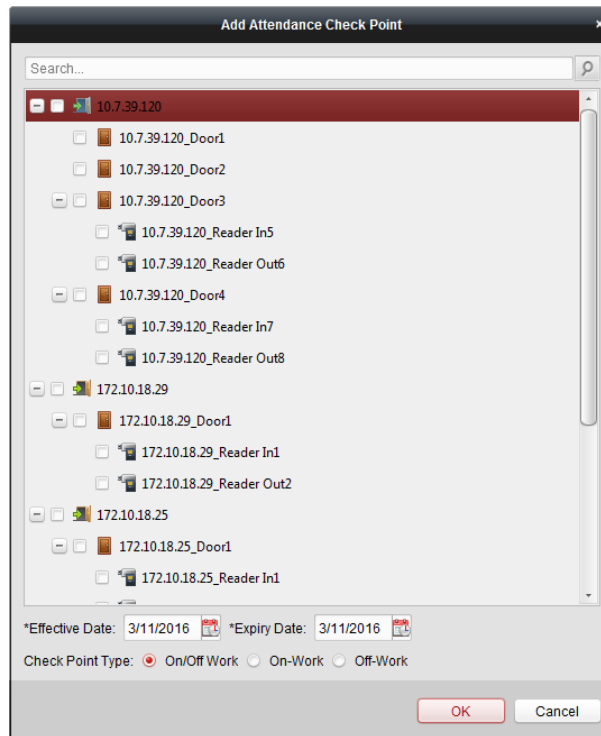 Add Attendance Check Point
Search...
10.7.39.120
10.7.39.120_Door1
10.7.39.120_Door2
10.7.39.120_Door3
10.7.39.120_Reader In5
10.7.39.120_Reader Out6
10.7.39.120_Door4
10.7.39.120_Reader In7
10.7.39.120_Reader Out8
172.10.18.29
172.10.18.29_Door1
172.10.18.29_Reader In1
172.10.18.29_Reader Out2
172.10.18.25
172.10.18.25_Door1
172.10.18.25_Reader In1
*Effective Date: 3/11/2016 *Expiry Date: 3/11/2016
Check Point Type: On/Off Work On-Work Off-Work
OK Cancel